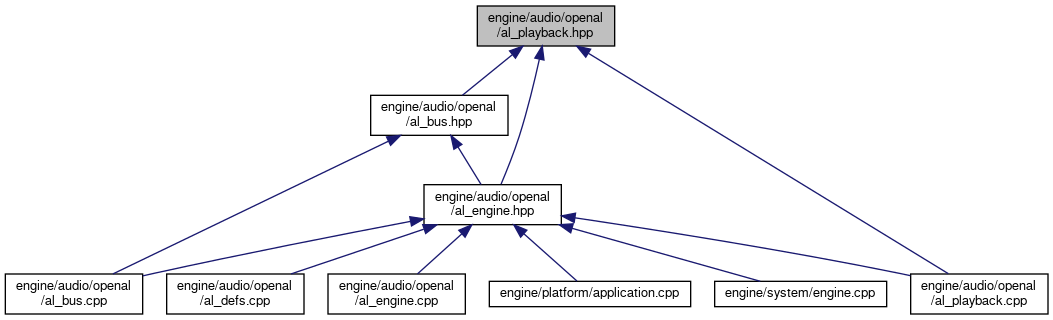 engine/audio/openal
/al_playback.hpp
engine/audio/openal
/al_bus.hpp
engine/audio/openal
/al_engine.hpp
engine/audio/openal
/al_bus.cpp
engine/audio/openal
/al_defs.cpp
engine/audio/openal
/al_engine.cpp
engine/platform/application.cpp
engine/system/engine.cpp
engine/audio/openal
/al_playback.cpp